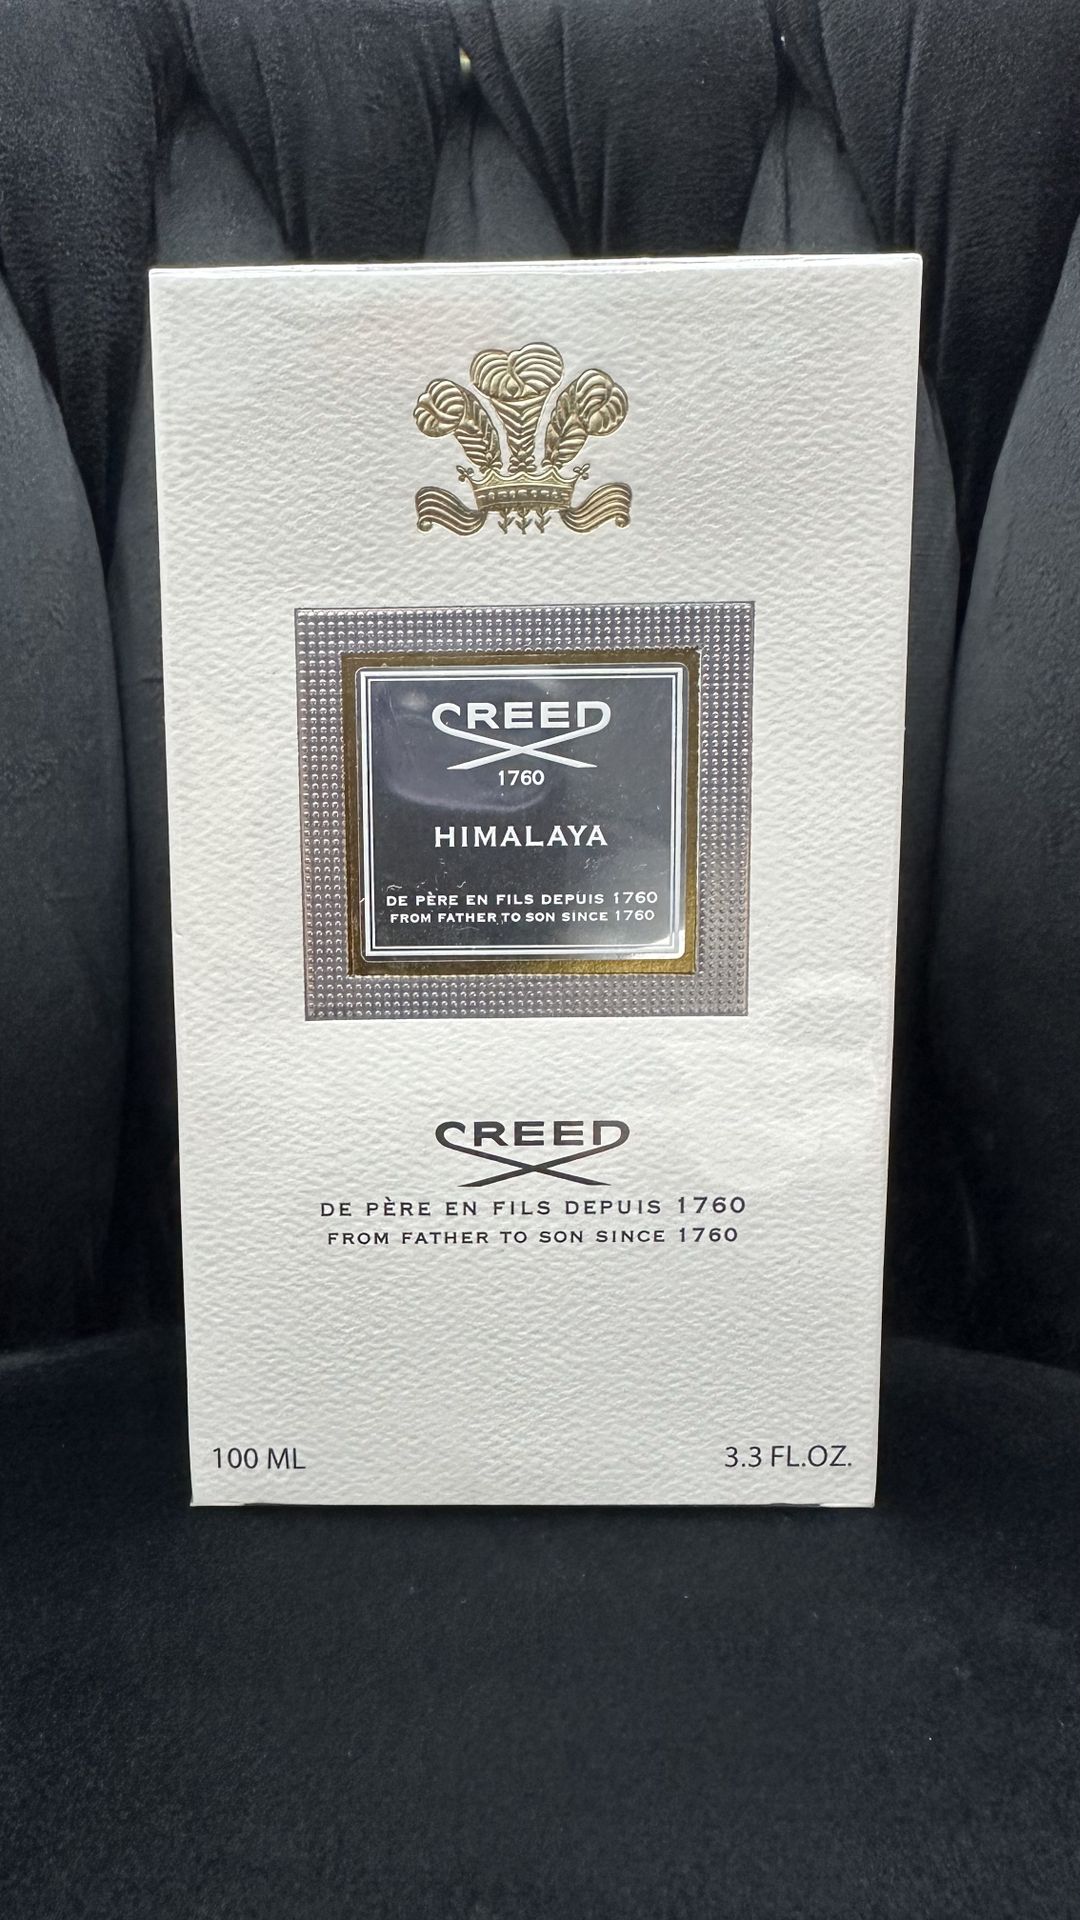 CREED
1760
HIMALAYA
DE PÈRE EN FILS DEPUIS 1760
FROM FATHER TO SON SINCE 1760
CREED
DE PÈRE EN FILS DEPUIS 1760
FROM FATHER TO SON SINCE 1760
100 ML
3.3 FL.OZ.